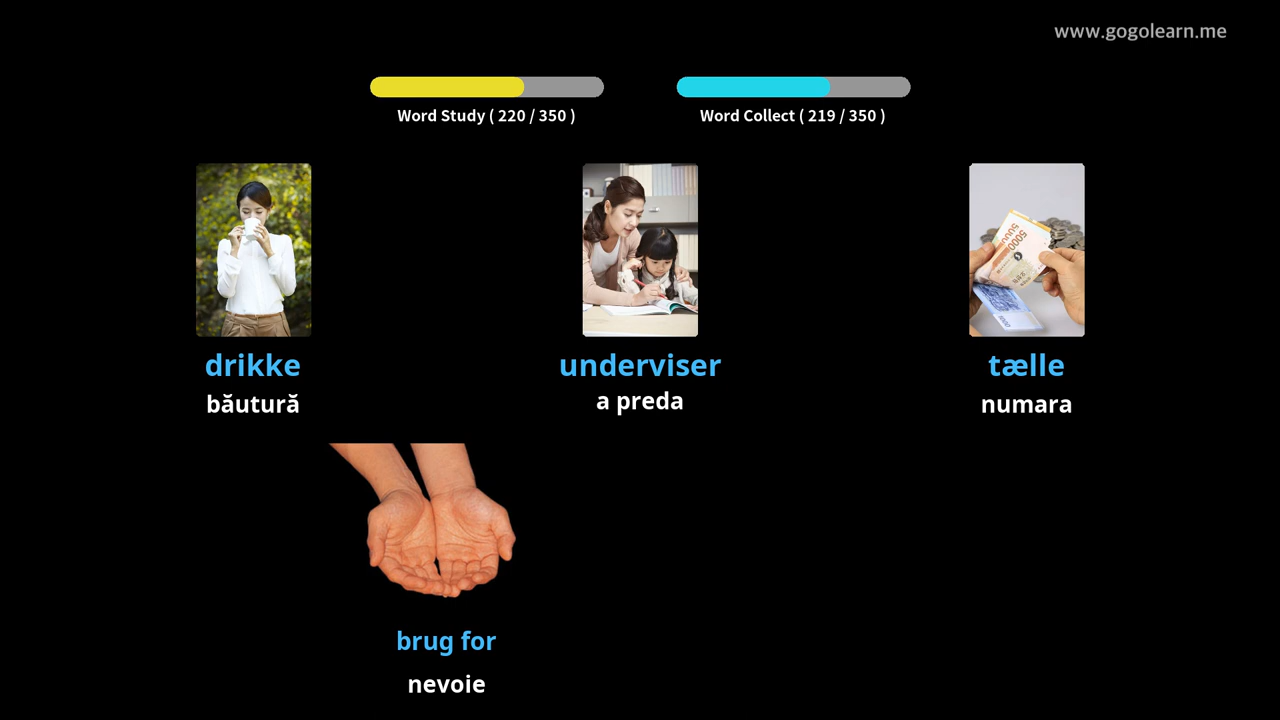 www.gogolearn.me
Word Study ( 220 / 350 )
Word Collect ( 219 / 350 )
drikke
băutură
underviser
a preda
tælle
numara
brug for
nevoie